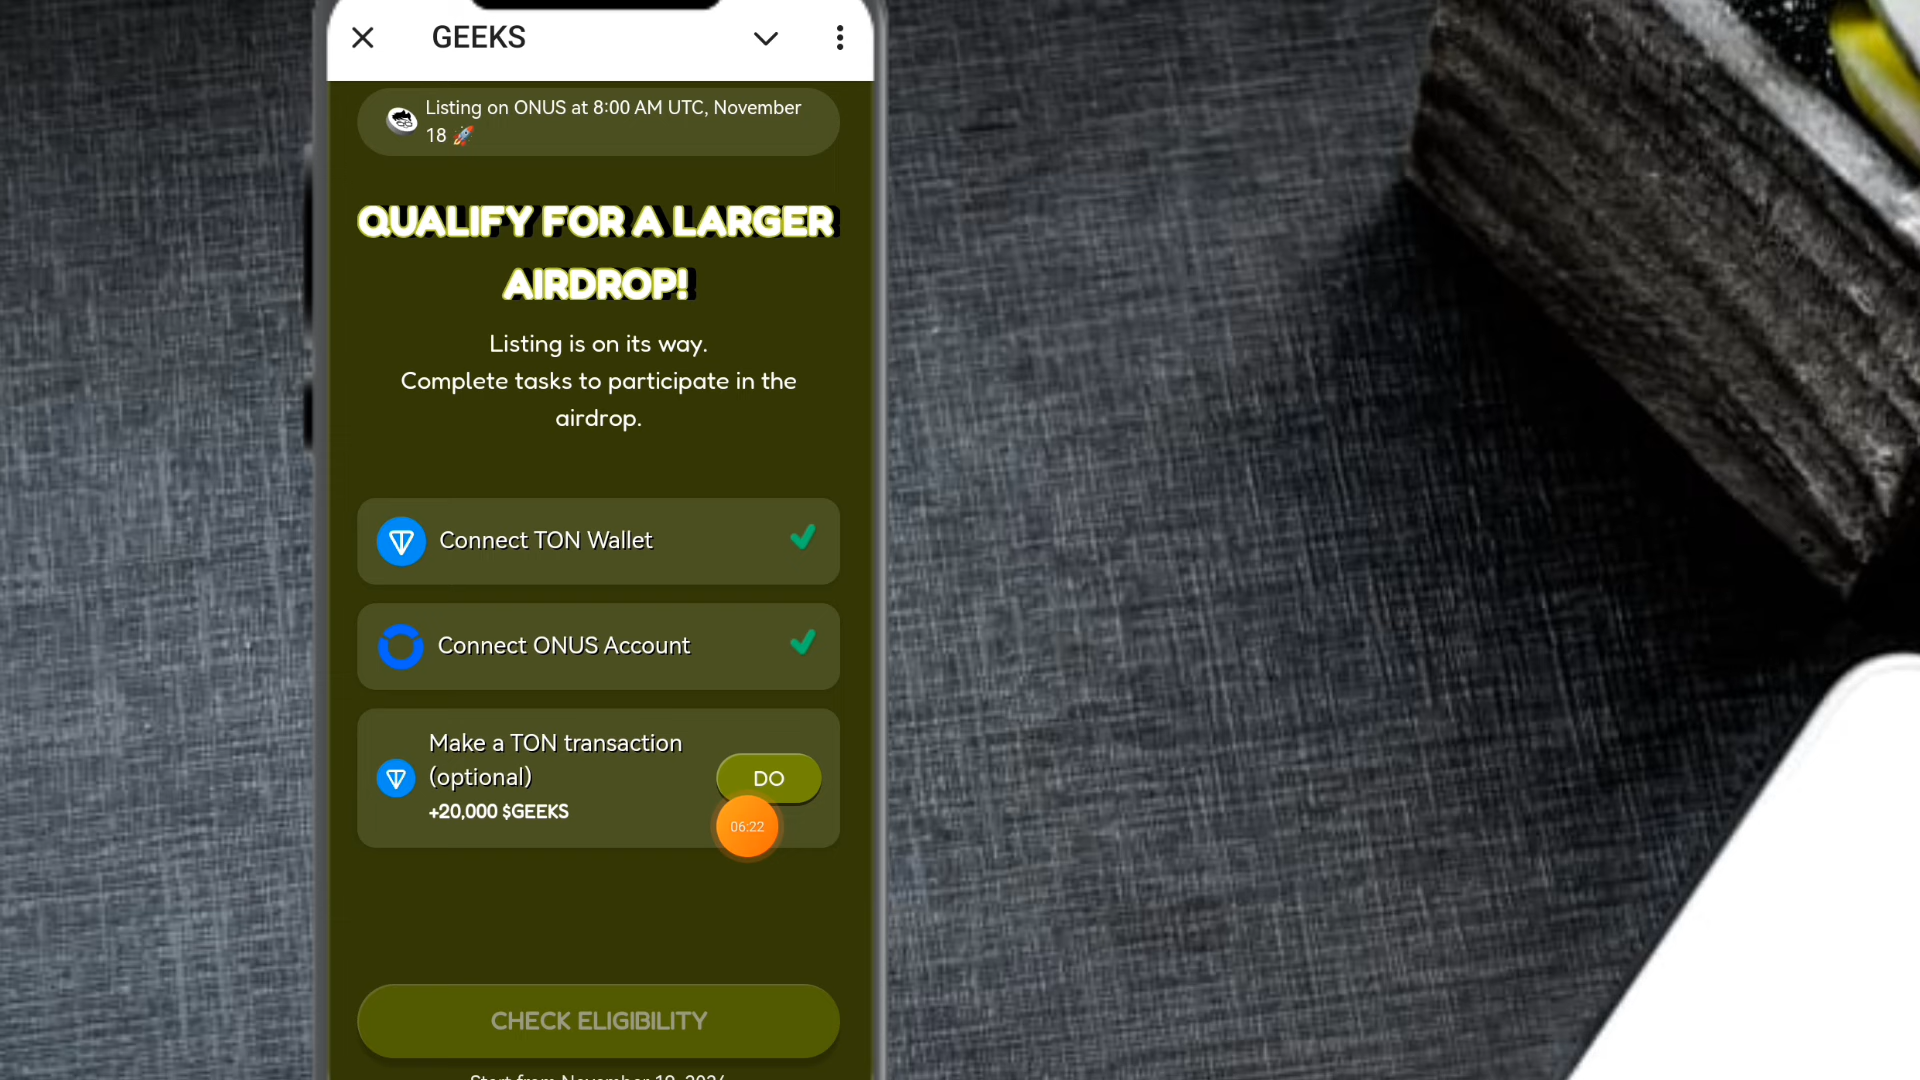 GEEKS
Listing on ONUS at 8:00 AM UTC, November
18 🚀
QUALIFY FOR A LARGER
AIRDROP!
Listing is on its way.
Complete tasks to participate in the
airdrop.
Connect TON Wallet
Connect ONUS Account
Make a TON transaction
(optional)
+20,000 $GEEKS
DO
06:22
CHECK ELIGIBILITY